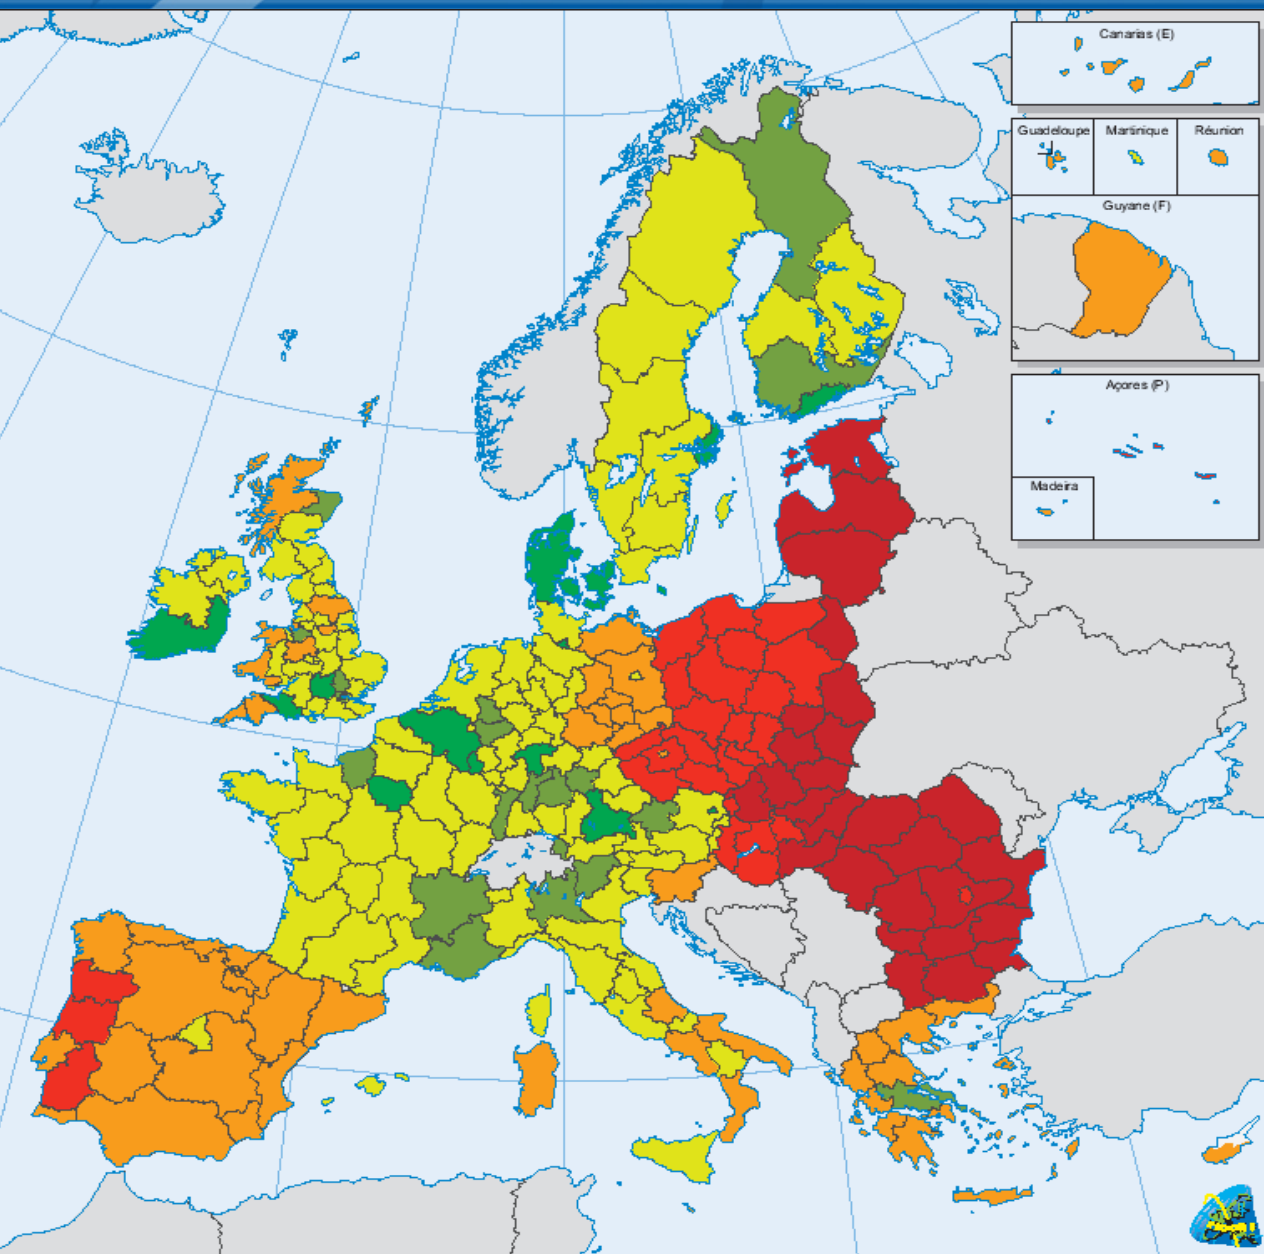 Canarias (E)
Guadeloupe
Martinique
Réunion
Guyane (F)
Açores (P)
Madeira